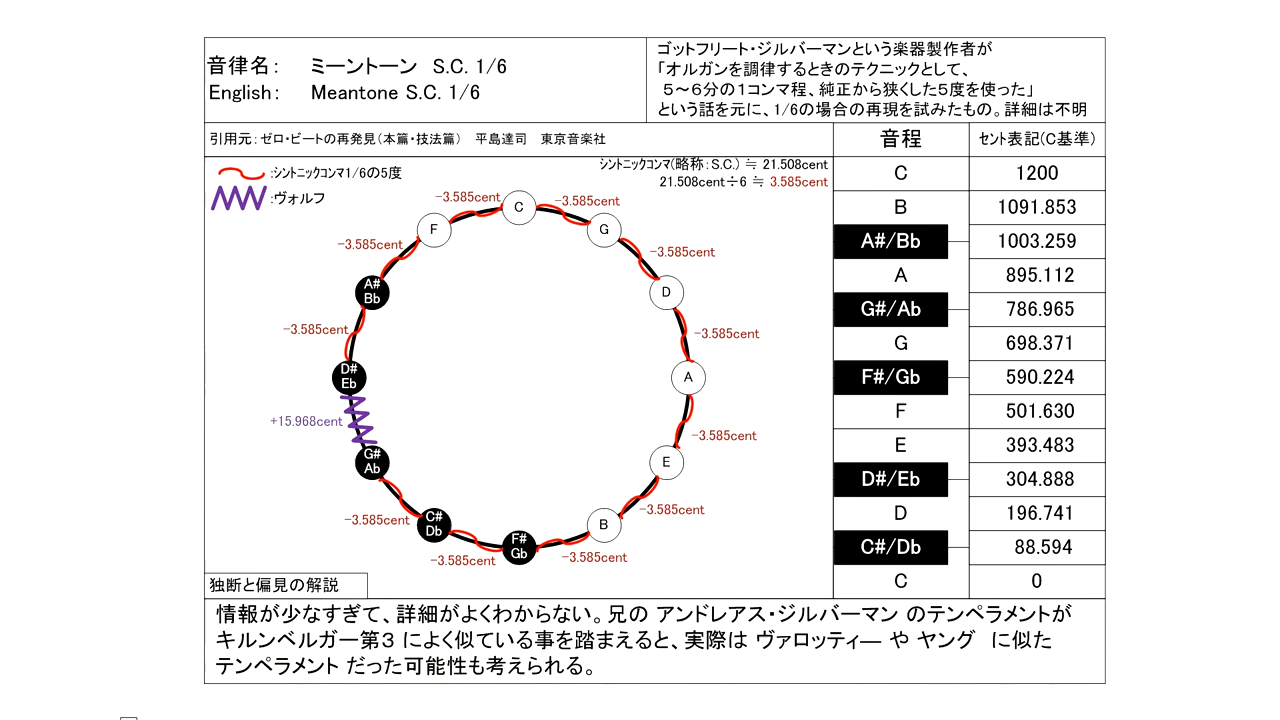 音律名： ミーントーン S.C. 1/6
English： Meantone S.C. 1/6
ゴットフリート・ジルバーマンという楽器製作者が
「オルガンを調律するときのテクニックとして、
５～６分の１コンマ程、純正から狭くした５度を使った」
という話を元に、1/6の場合の再現を試みたもの。詳細は不明
引用元：ゼロ・ビートの再発見（本篇・技法篇） 平島達司 東京音楽社
音程
セント表記(C基準)
:シントニックコンマ1/6の5度
:ヴォルフ
シントニックコンマ(略称：S.C.) ≒ 21.508cent
21.508cent÷6 ≒ 3.585cent
C
G
D
A
E
B
F#
Gb
C#
Db
G#
Ab
D#
Eb
A#
Bb
F
-3.585cent
-3.585cent
-3.585cent
-3.585cent
-3.585cent
-3.585cent
-3.585cent
-3.585cent
+15.968cent
-3.585cent
-3.585cent
-3.585cent
C 1200
B 1091.853
A#/Bb 1003.259
A 895.112
G#/Ab 786.965
G 698.371
F#/Gb 590.224
F 501.630
E 393.483
D#/Eb 304.888
D 196.741
C#/Db 88.594
C 0
独断と偏見の解説
情報が少なすぎて、詳細がよくわからない。兄の アンドレアス・ジルバーマン のテンペラメントが
キルンベルガー第３ によく似ている事を踏まえると、実際は ヴァロッティ― や ヤング に似た
テンペラメント だった可能性も考えられる。